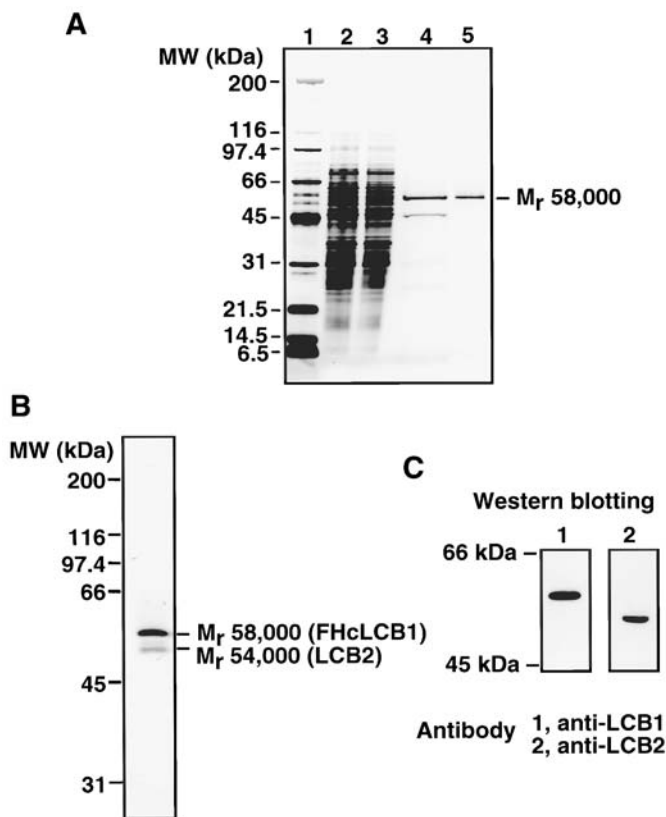 A
MW (kDa)
1 2 3 4 5
200
116
97.4
66
45
31
21.5
14.5
6.5
Mr 58,000
B
MW (kDa)
200
116
97.4
66
45
31
Mr 58,000 (FHcLCB1)
Mr 54,000 (LCB2)
C
Western blotting
1 2
66 kDa
45 kDa
Antibody 1, anti-LCB1
2, anti-LCB2